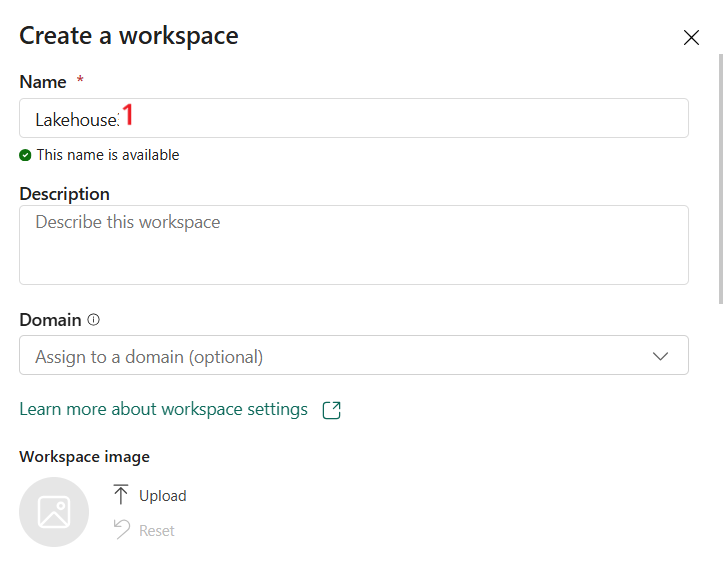 Create a workspace
Name *
Lakehouse 1
This name is available
Description
Describe this workspace
Domain
Assign to a domain (optional)
Learn more about workspace settings
Workspace image
Upload
Reset